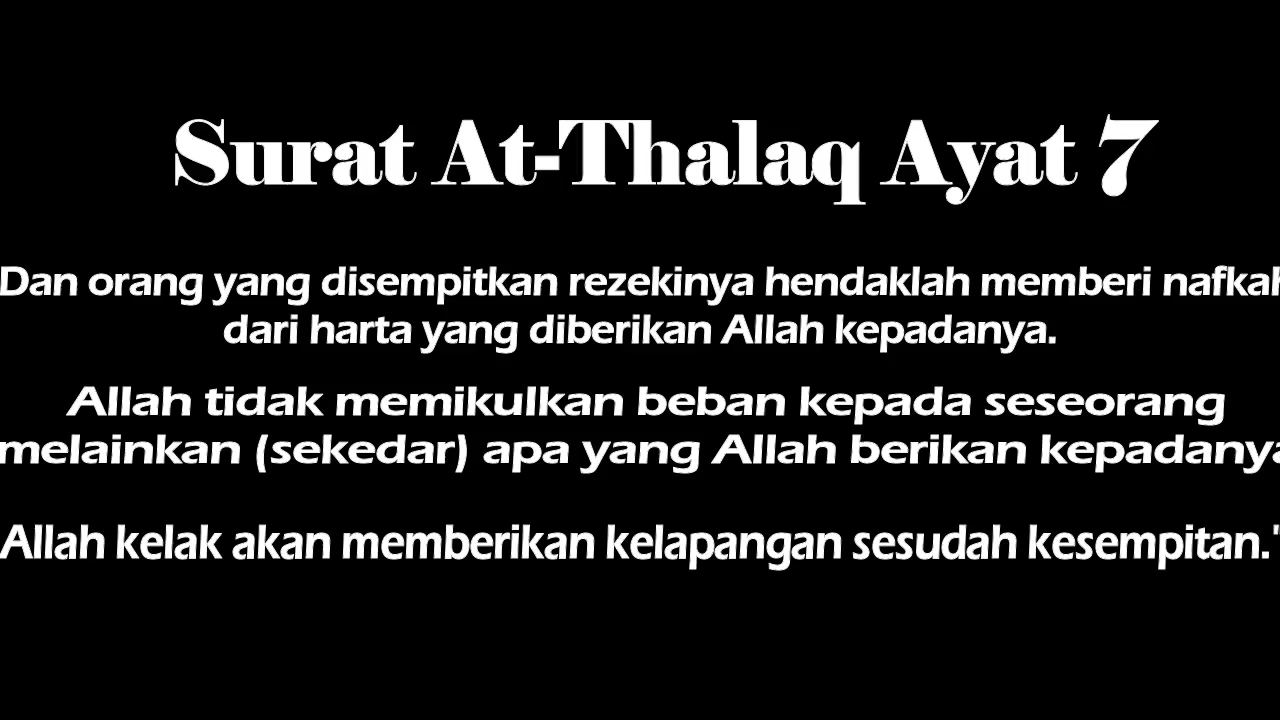 Surat At-Thalaq Ayat 7
Dan orang yang disempitkan rezekinya hendaklah memberi nafkah
dari harta yang diberikan Allah kepadanya.
Allah tidak memikulkan beban kepada seseorang
melainkan (sekedar) apa yang Allah berikan kepadanya
Allah kelak akan memberikan kelapangan sesudah kesempitan."